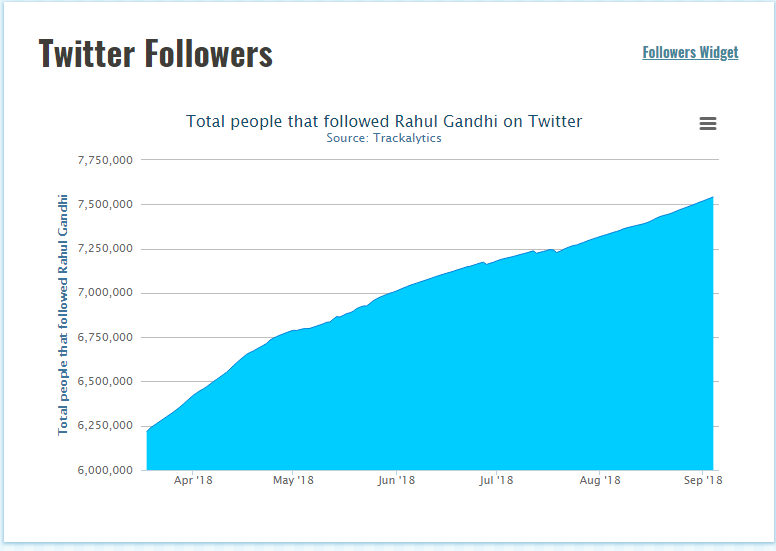 Twitter Followers
Followers Widget
Total people that followed Rahul Gandhi on Twitter
Source: Trackalytics
Total people that followed Rahul Gandhi
7,750,000
7,500,000
7,250,000
7,000,000
6,750,000
6,500,000
6,250,000
6,000,000
Apr '18 May '18 Jun '18 Jul '18 Aug '18 Sep '18